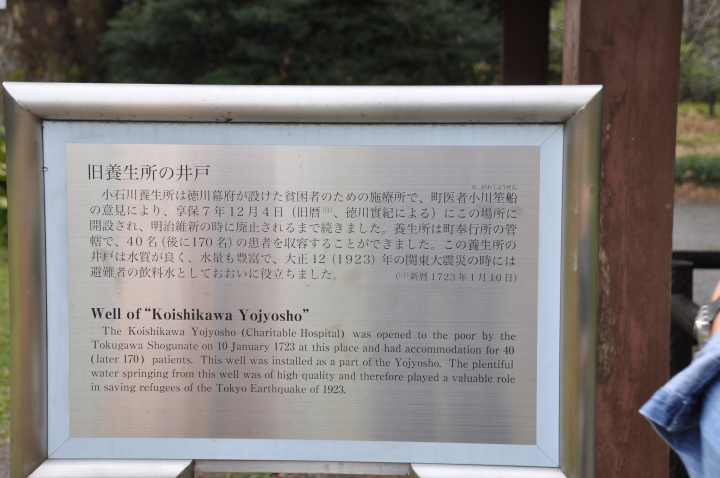 旧養生所の井戸
おがわしょうせん
小石川養生所は徳川幕府が設けた貧困者のための施療所で、町医者小川笙船
の意見により、享保7年12月4日（旧暦㊟、徳川實紀による）にこの場所に
開設され、明治維新の時に廃止されるまで続きました。養生所は町奉行所の管
轄で、40名(後に170名)の患者を収容することができました。この養生所の
井戸は水質が良く、水量も豊富で、大正12（1923）年の関東大震災の時には
避難者の飲料水としておおいに役立ちました。 （㊟新暦1723年1月10日）
Well of “Koishikawa Yojyosho”
The Koishikawa Yojyosho (Charitable Hospital) was opened to the poor by the
Tokugawa Shogunate on 10 January 1723 at this place and had accommodation for 40
(later 170) patients. This well was installed as a part of the Yojyosho. The plentiful
water springing from this well was of high quality and therefore played a valuable role
in saving refugees of the Tokyo Earthquake of 1923.